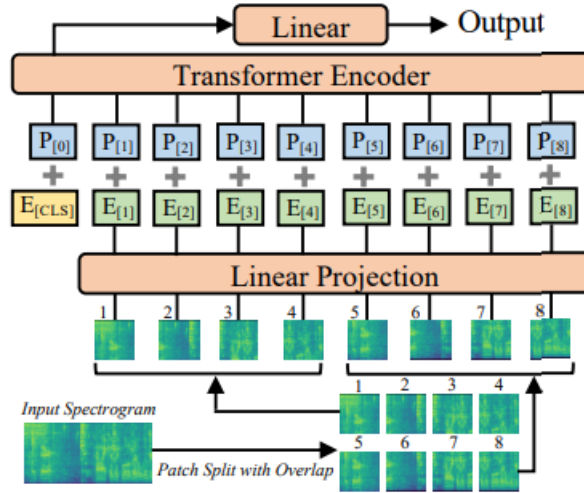 Linear
Output
Transformer Encoder
P[0] P[1] P[2] P[3] P[4] P[5] P[6] P[7] P[8]
+ + + + + + + + +
E[CLS] E[1] E[2] E[3] E[4] E[5] E[6] E[7] E[8]
Linear Projection
1 2 3 4 5 6 7 8
1 2 3 4
Input Spectrogram
5 6 7 8
Patch Split with Overlap